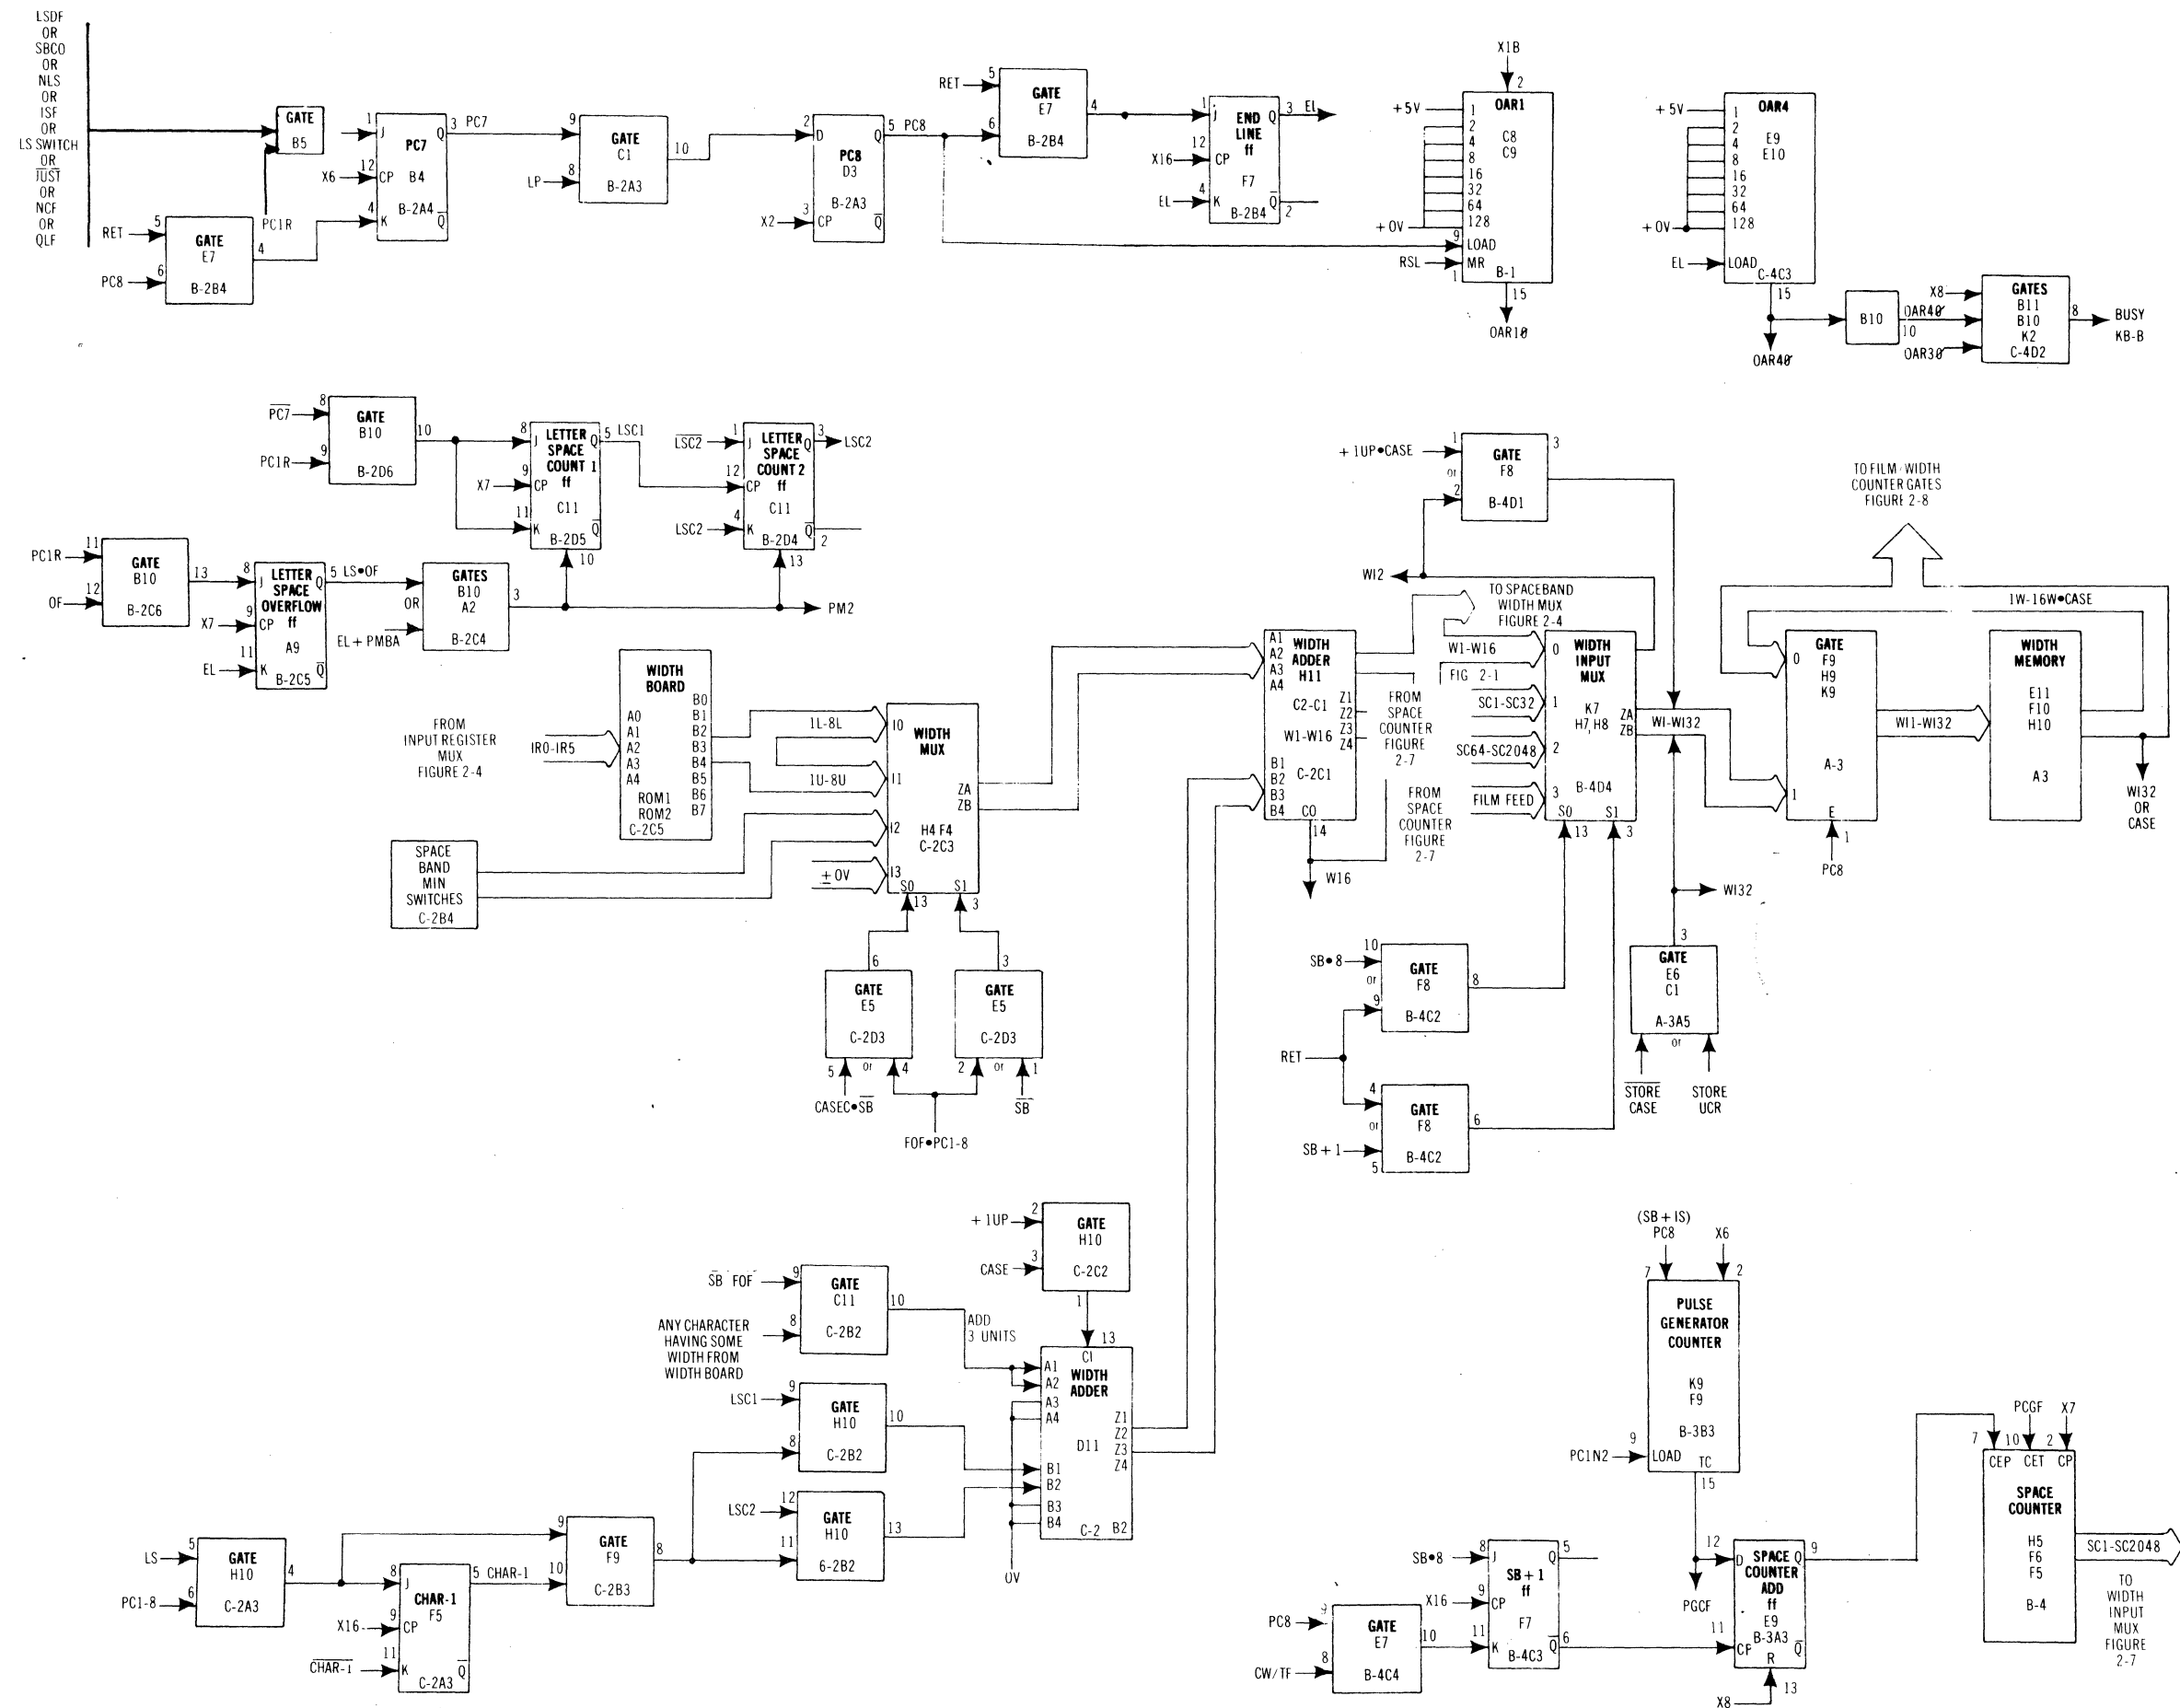 LSDF
OR
SBCO
OR
NLS
OR
ISF
OR
LS SWITCH
OR
JUST
OR
NCF
OR
QLF
GATE
B5
PC1R
RET 5
PC8 6
GATE
E7
B-2B4
4
1 J Q 3 PC7
PC7
X6 12 CP B4
B-2A4
4 K Q
9
LP 8
GATE
C1
B-2A3
10
2 D Q 5 PC8
PC8
D3
B-2A3
X2 3 CP
RET 5
6
GATE
E7
B-2B4
4
1 J END Q 3 El
LINE
ff
X16 12 CP
F7
EL 4 K Q 2
B-2B4
X1B
2
OAR1
+5V 1
2
4
8
16
32
64
128
C8
C9
+0V
9 LOAD
RSL MR
1
B-1
15
OAR10
OAR4
+5V 1
2
4
8
16
32
64
128
E9
E10
+0V
EL LOAD
C-4C3
15
OAR40
B10
OAR40
10
X8
OAR30
GATES
B11
B10
K2
C-4D2
8 BUSY
KB-B
PC7 8
PC1R 9
GATE
B10
B-2D6
10
8 J LETTER Q 5 LSC1
SPACE
COUNT 1
ff
X7 9 CP
C11
11 K Q
B-2D5
10
LSC2 1 J LETTER Q 3 LSC2
SPACE
COUNT 2
ff
12 CP
C11
LSC2 4 K Q
B-2D4 2
13
PC1R 11
OF 12
GATE
B10
B-2C6
13
8 J LETTER Q 5 LS•OF
SPACE
OVERFLOW
ff
X7 9 CP
A9
EL 11 K Q
B-2C5
OR
EL+PMBA
GATES
B10
A2
B-2C4
3
PM2
FROM
INPUT REGISTER
MUX
FIGURE 2-4
IR0-IR5
WIDTH
BOARD
A0
A1
A2
A3
A4
B0
B1
B2
B3
B4
B5
B6
B7
ROM1
ROM2
C-2C5
1L-8L
1U-8U
SPACE
BAND
MIN
SWITCHES
C-2B4
± 0V
I0
I1
I2
I3
WIDTH
MUX
ZA
ZB
H4 F4
C-2C3
S0 S1
13 3
6
GATE
E5
C-2D3
5 or 4
CASEC•SB
3
GATE
E5
C-2D3
2 or 1
SB
FOF•PC1-8
A1
A2
A3
A4
WIDTH
ADDER
H11
C2-C1
W1-W16
C-2C1
Z1
Z2
Z3
Z4
B1
B2
B3
B4
CO
14
W16
+1UP•CASE 1
or
2
GATE
F8
B-4D1
3
WI2
TO SPACEBAND
WIDTH MUX
FIGURE 2-4
W1-W16
FIG 2-1
FROM
SPACE
COUNTER
FIGURE
2-7
SC1-SC32
SC64-SC2048
FILM FEED
FROM
SPACE
COUNTER
FIGURE
2-7
0
1
2
3
WIDTH
INPUT
MUX
K7
H7, H8
ZA
ZB
B-4D4
S0 S1
13 3
WI-WI32
TO FILM WIDTH
COUNTER GATES
FIGURE 2-8
1W-16W•CASE
0
1
GATE
F9
H9
K9
A-3
E
1
PC8
WI1-WI32
WIDTH
MEMORY
E11
F10
H10
A3
WI32
OR
CASE
WI32
3
GATE
E6
C1
A-3A5
or
STORE
CASE
STORE
UCR
SB•8 10
or
9
GATE
F8
B-4C2
8
RET
4
or
SB+1
5
GATE
F8
B-4C2
6
+1UP 2
CASE 3
GATE
H10
C-2C2
1
SB FOF 9
ANY CHARACTER
HAVING SOME
WIDTH FROM
WIDTH BOARD
8
GATE
C11
C-2B2
10
ADD
3 UNITS
LSC1 9
8
GATE
H10
C-2B2
10
LSC2 12
11
GATE
H10
6-2B2
13
13
CI
A1
A2
A3
A4
WIDTH
ADDER
D11
Z1
Z2
Z3
Z4
B1
B2
B3
B4
C-2 B2
0V
LS 5
PC1-8 6
GATE
H10
C-2A3
4
8 J 5 CHAR-1
CHAR-1
F5
X16 9 CP
CHAR-1 11 K Q
C-2A3
9
10
GATE
F9
C-2B3
8
(SB+IS)
PC8 X6
7 2
PULSE
GENERATOR
COUNTER
K9
F9
B-3B3
PC1N2 9 LOAD TC
15
PGCF
PC8 9
CW/TF 8
GATE
E7
B-4C4
10
SB•8 8 J Q 5
SB+1
ff
X16 9 CP
F7
11 K Q 6
B-4C3
12 D SPACE Q 9
COUNTER
ADD
ff
E9
B-3A3
11 CP Q
R
13
X8
PCGF X7
7 10 2
CEP CET CP
SPACE
COUNTER
H5
F6
F5
B-4
SC1-SC2048
TO
WIDTH
INPUT
MUX
FIGURE
2-7